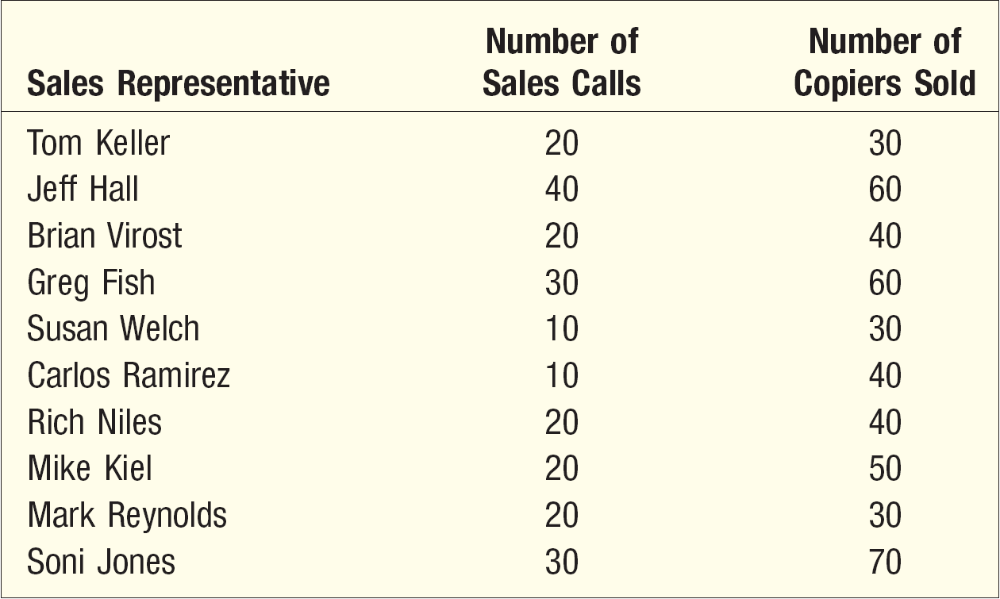 Number of Number of
Sales Representative Sales Calls Copiers Sold
Tom Keller 20 30
Jeff Hall 40 60
Brian Virost 20 40
Greg Fish 30 60
Susan Welch 10 30
Carlos Ramirez 10 40
Rich Niles 20 40
Mike Kiel 20 50
Mark Reynolds 20 30
Soni Jones 30 70